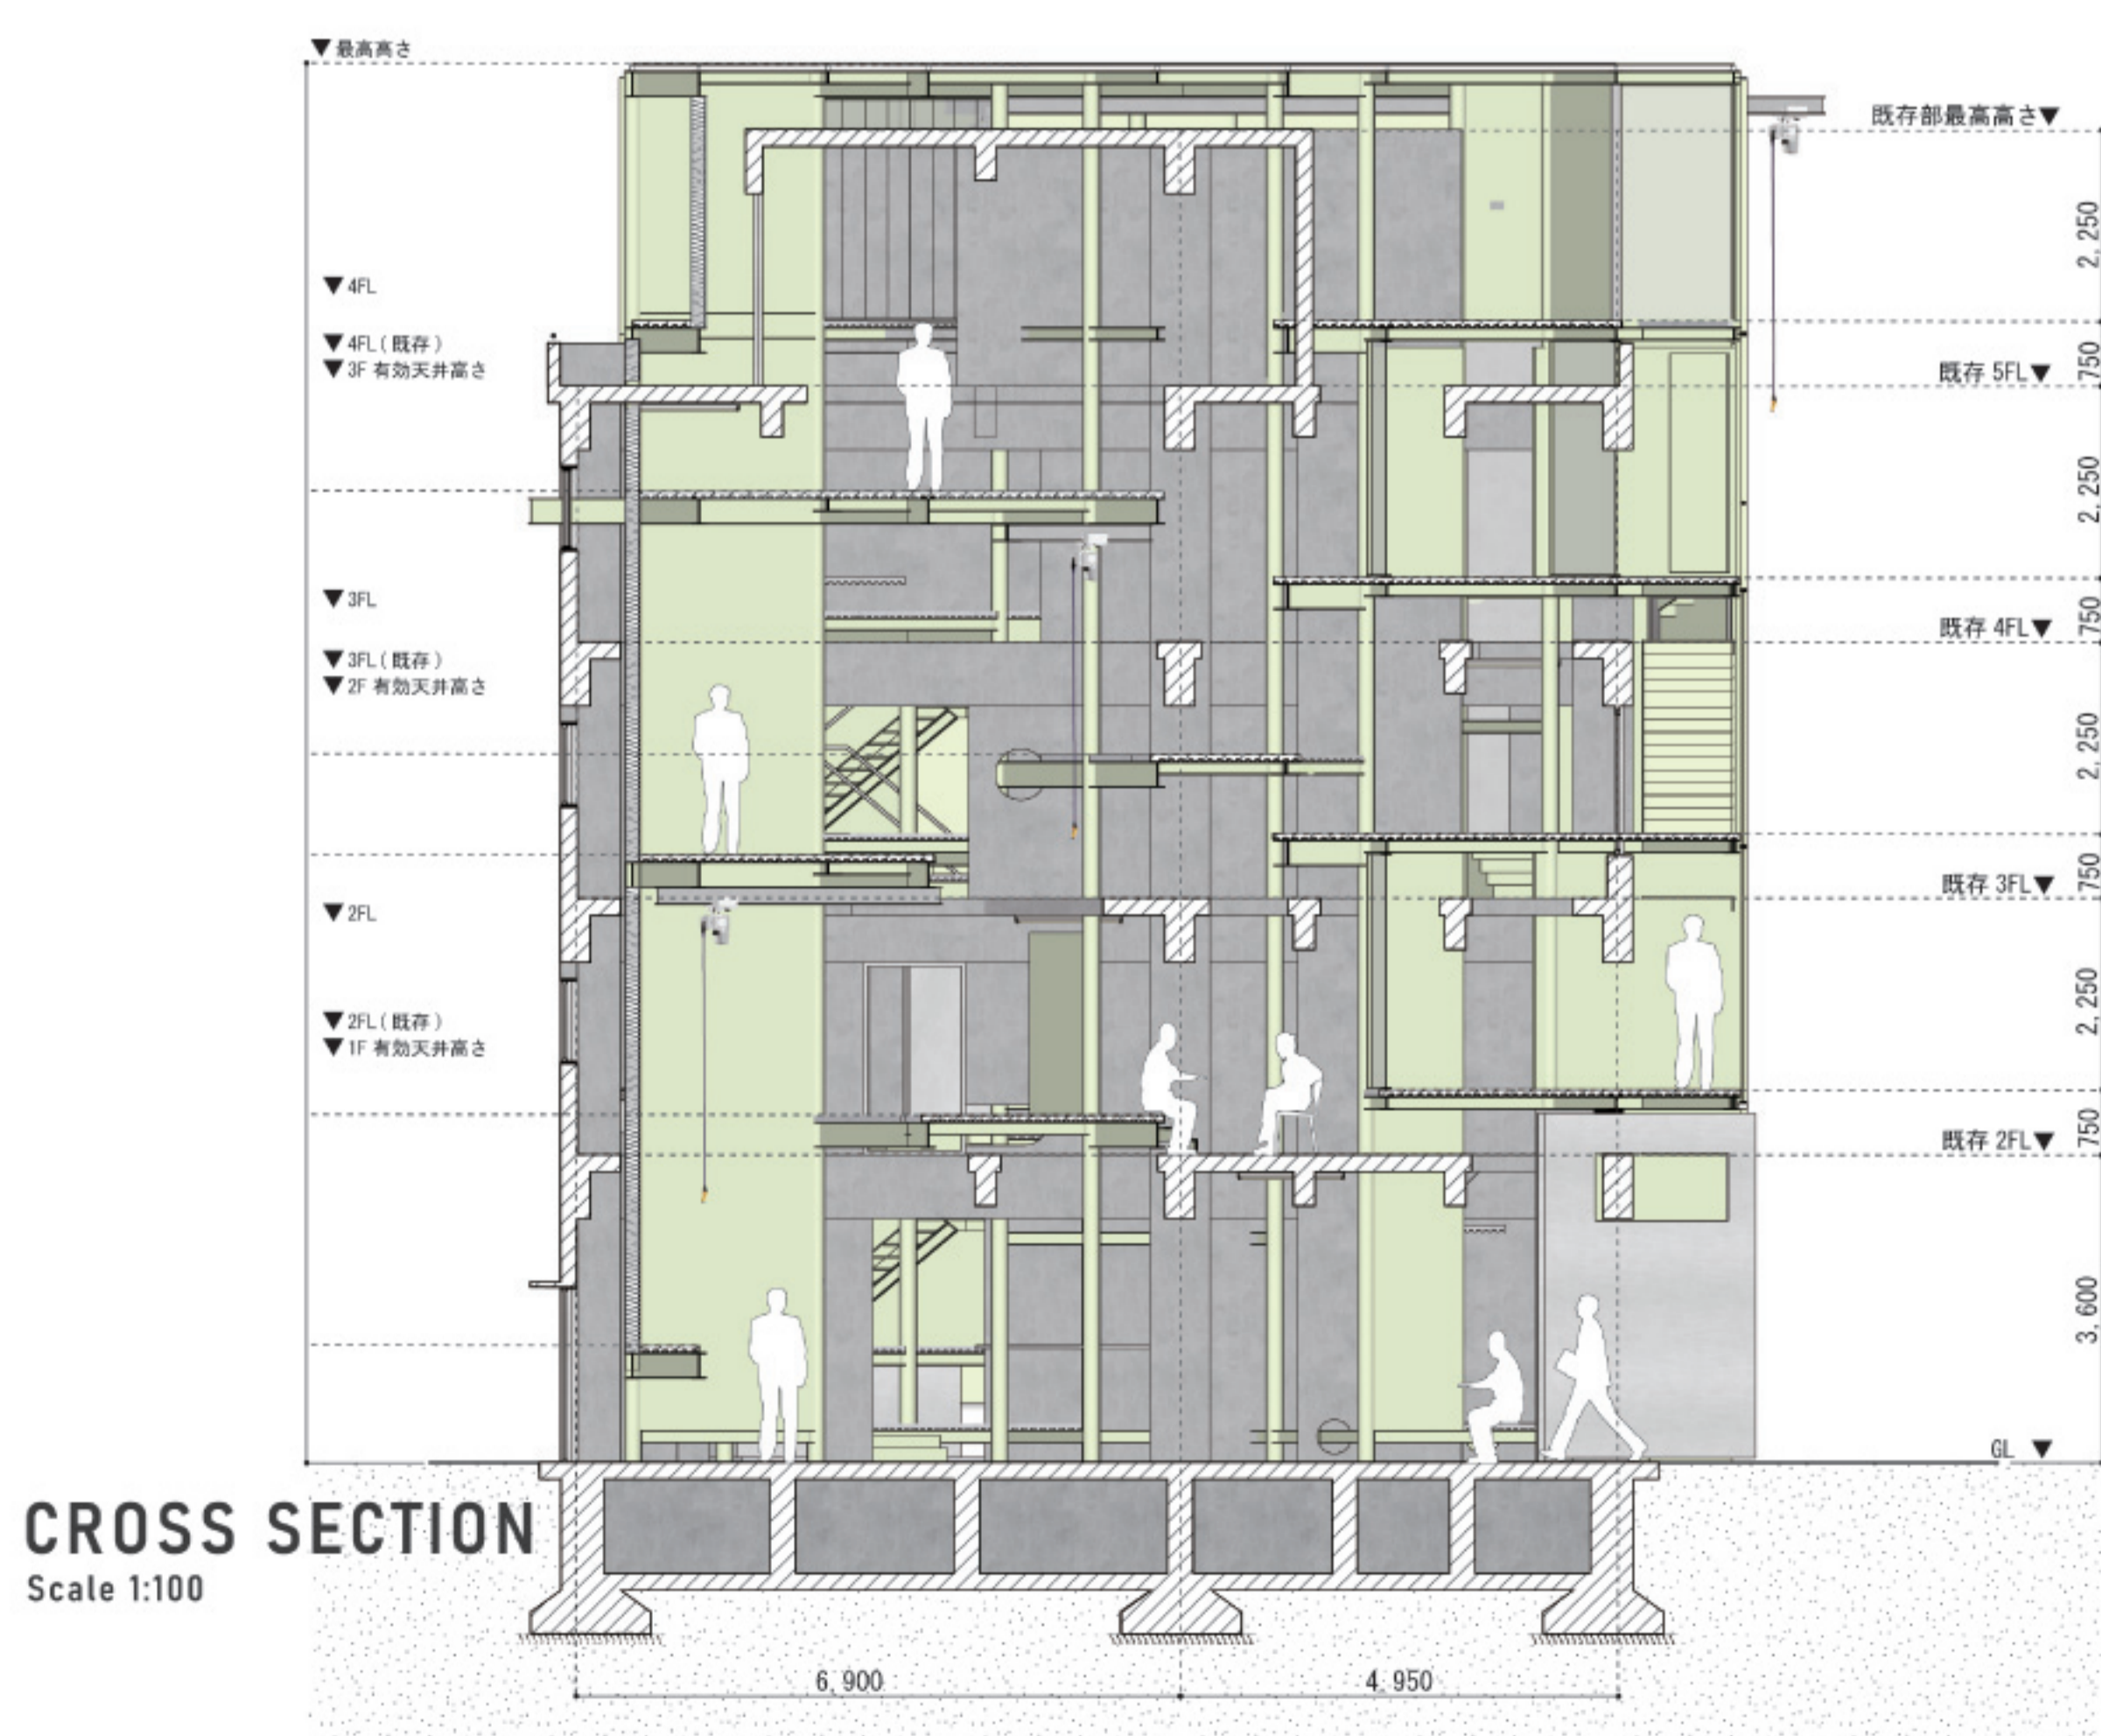 ▼最高高さ
▼4FL
▼4FL(既存)
▼3F 有効天井高さ
▼3FL
▼3FL(既存)
▼2F 有効天井高さ
▼2FL
▼2FL(既存)
▼1F 有効天井高さ
既存部最高高さ▼
2,250
既存 5FL▼
750
2,250
既存 4FL▼
750
2,250
既存 3FL▼
750
2,250
既存 2FL▼
750
3,600
GL ▼
CROSS SECTION
Scale 1:100
6,900
4,950